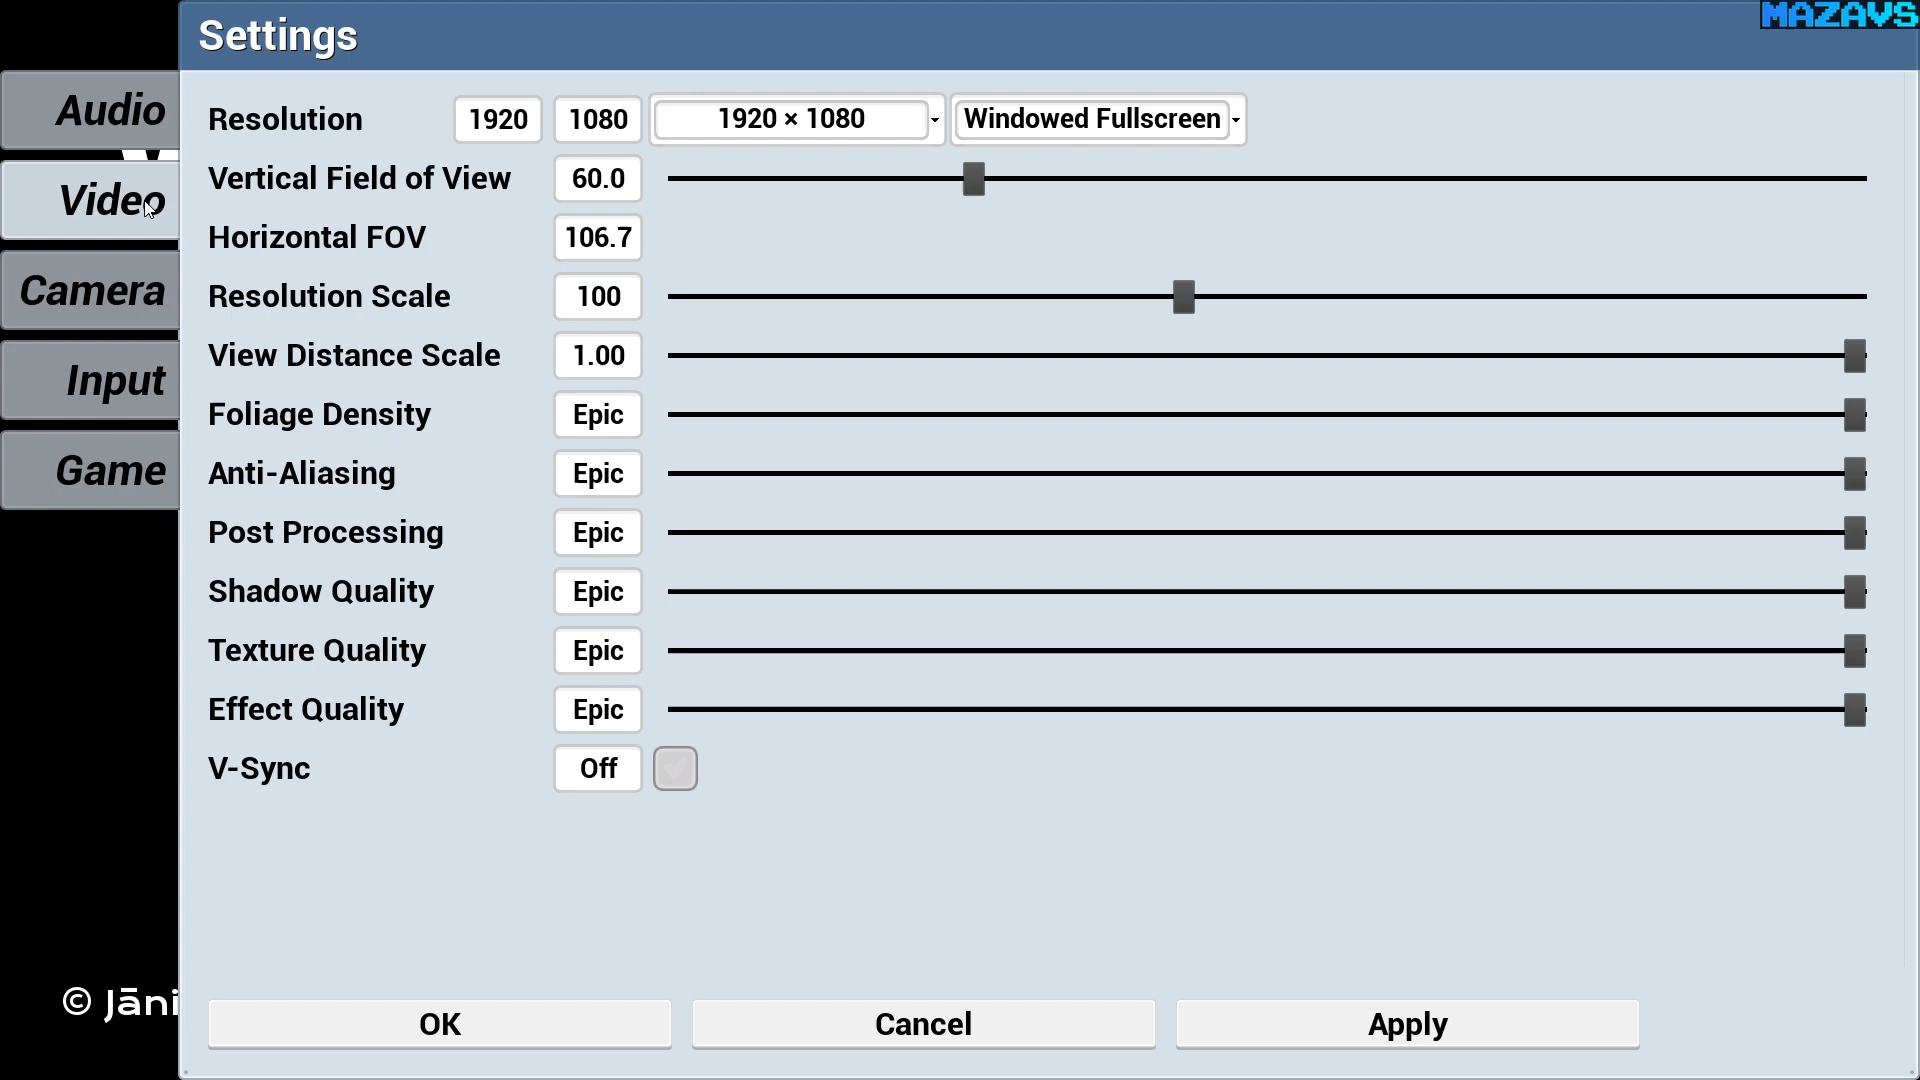 Settings
MAZAVS
Audio
Video
Camera
Input
Game
Resolution 1920 1080 1920 × 1080 Windowed Fullscreen
Vertical Field of View 60.0
Horizontal FOV 106.7
Resolution Scale 100
View Distance Scale 1.00
Foliage Density Epic
Anti-Aliasing Epic
Post Processing Epic
Shadow Quality Epic
Texture Quality Epic
Effect Quality Epic
V-Sync Off
© Jāni
OK Cancel Apply